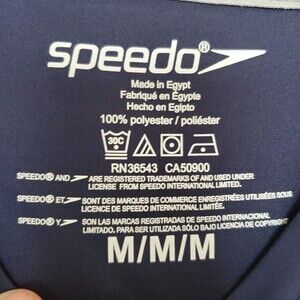 speedo®
Made in Egypt
Fabriqué en Égypte
Hecho en Egipto
100% polyester / poliéster
30C
RN36543 CA50900
SPEEDO® AND ARE REGISTERED TRADEMARKS OF AND USED UNDER
LICENSE FROM SPEEDO INTERNATIONAL LIMITED.
SPEEDO® ET, SONT DES MARQUES DE COMMERCE ENREGISTRÉES UTILISÉES SOUS
LICENCE DE SPEEDO INTERNATIONAL LIMITED.
SPEEDO® Y SON LAS MARCAS REGISTRADAS DE SPEEDO INTERNATIONAL
LIMITADO. PARA SER UTILIZADA SÓLO BAJO LICENCIA DE OCCIDENTAL.
M/M/M